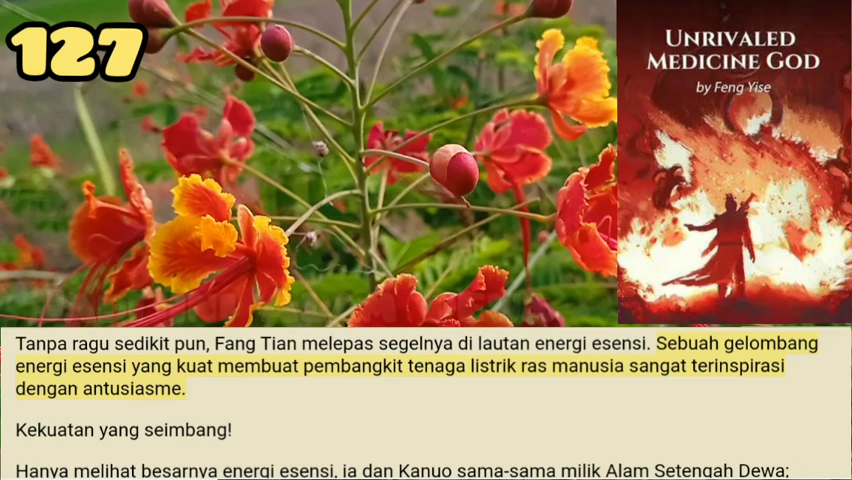 127
UNRIVALED
MEDICINE GOD
by Feng Yise
Tanpa ragu sedikit pun, Fang Tian melepas segelnya di lautan energi esensi. Sebuah gelombang
energi esensi yang kuat membuat pembangkit tenaga listrik ras manusia sangat terinspirasi
dengan antusiasme.
Kekuatan yang seimbang!
Hanya melihat besarnya energi esensi, ia dan Kanuo sama-sama milik Alam Setengah Dewa;